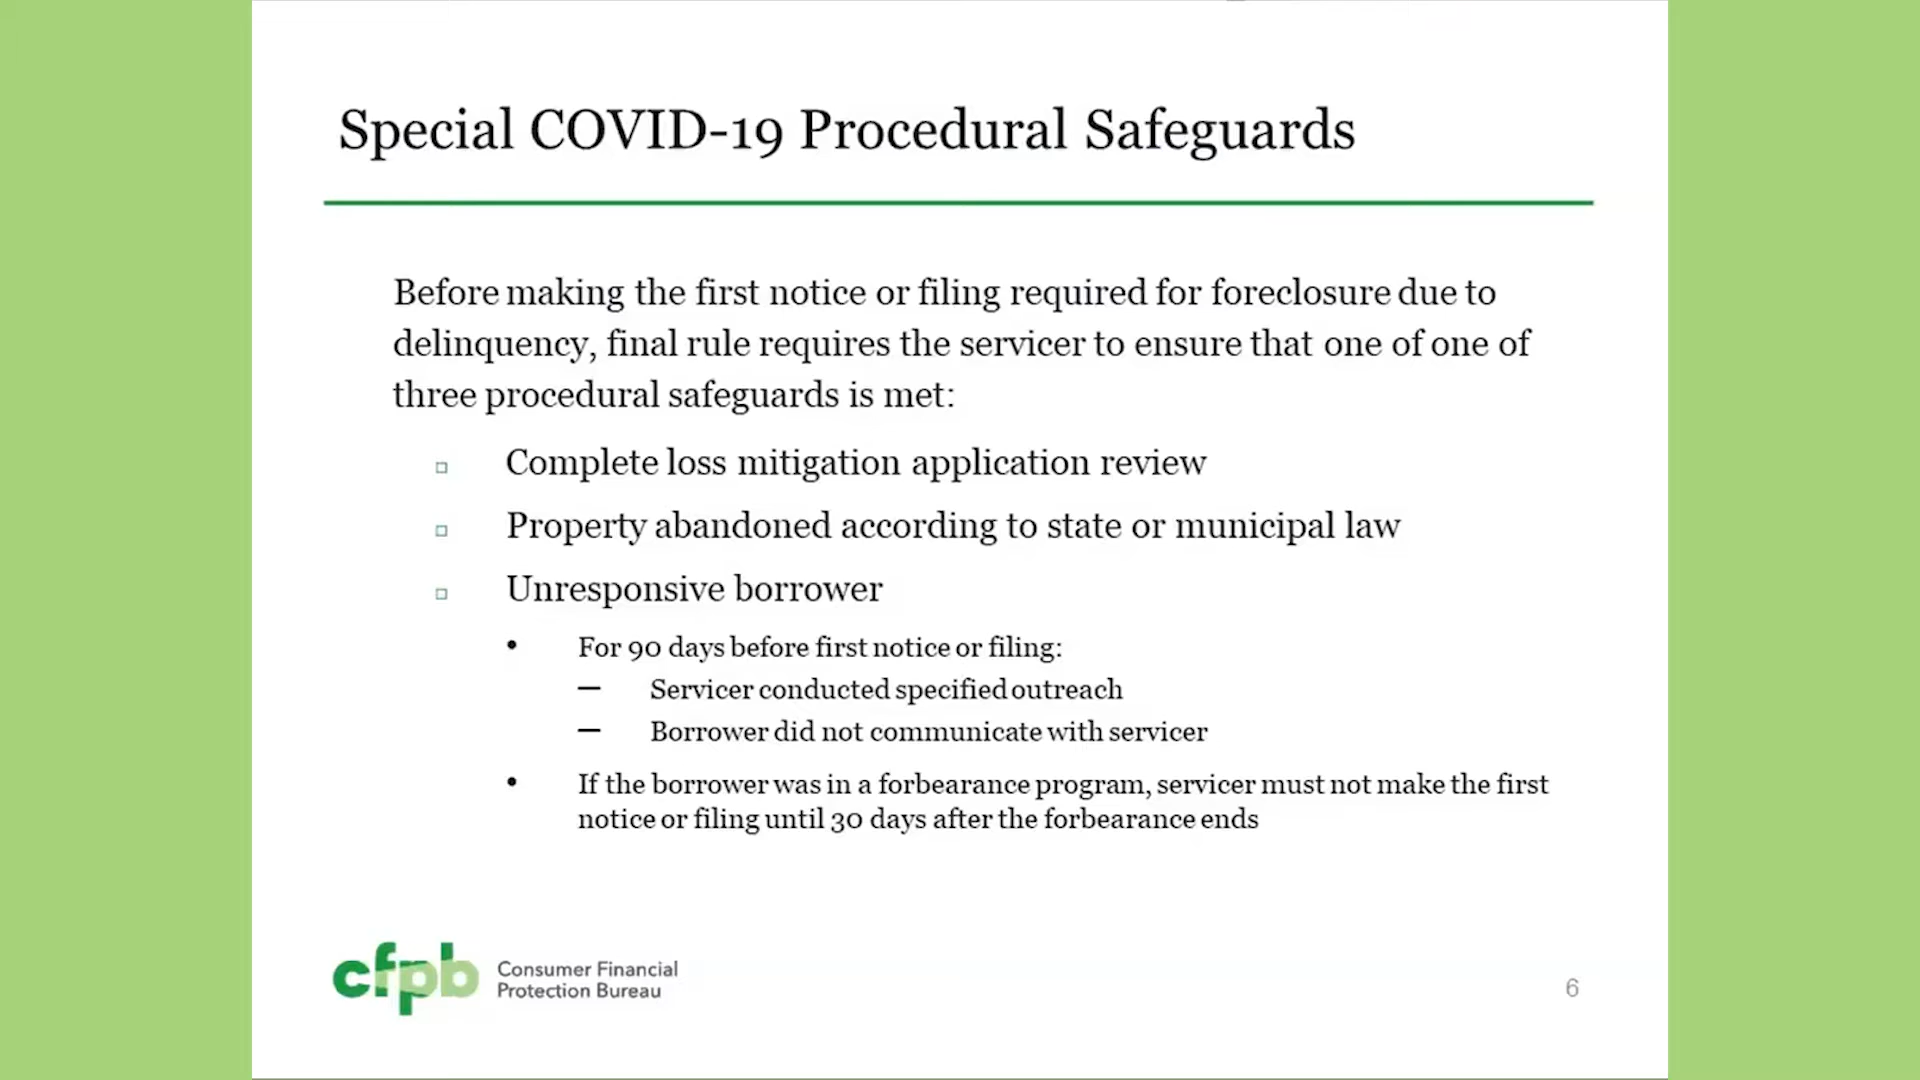 Special COVID-19 Procedural Safeguards
Before making the first notice or filing required for foreclosure due to
delinquency, final rule requires the servicer to ensure that one of one of
three procedural safeguards is met:
Complete loss mitigation application review
Property abandoned according to state or municipal law
Unresponsive borrower
• For 90 days before first notice or filing:
— Servicer conducted specified outreach
— Borrower did not communicate with servicer
• If the borrower was in a forbearance program, servicer must not make the first
notice or filing until 30 days after the forbearance ends
cfpb
Consumer Financial
Protection Bureau
6